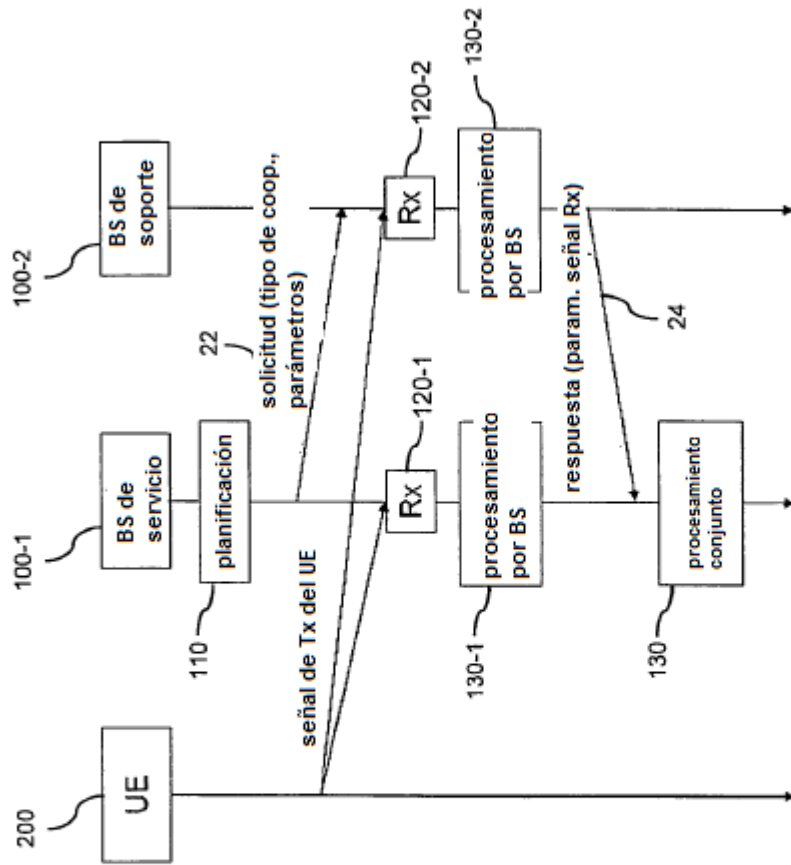 200
UE
100-1
BS de
servicio
110
planificación
100-2
BS de
soporte
22
solicitud (tipo de coop.,
parámetros)
señal de Tx del UE
Rx
120-1
Rx
120-2
procesamiento
por BS
130-1
procesamiento
por BS
130-2
respuesta (param. señal Rx)
24
procesamiento
conjunto
130